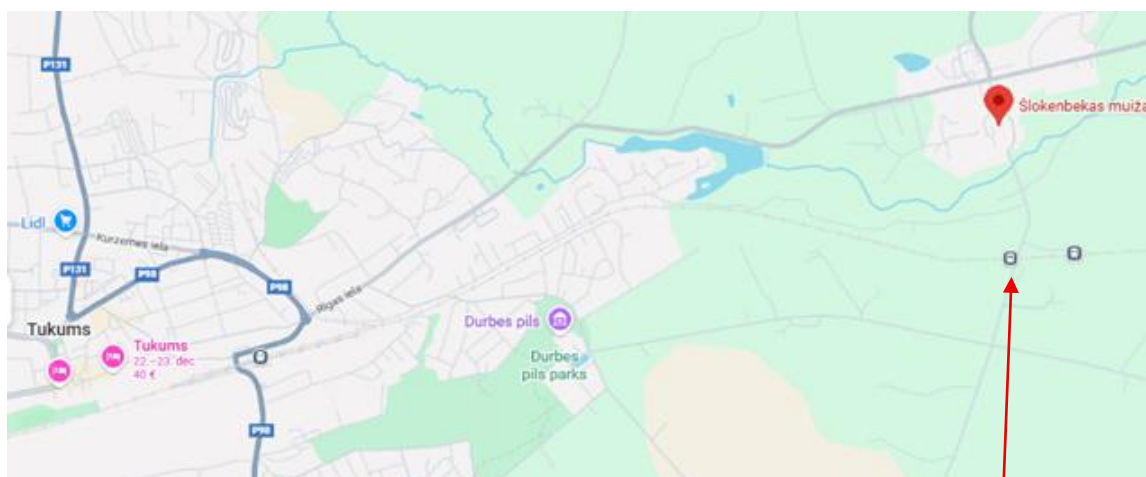 P131
Šlokenbekas muiža
Lidl
Kurzemes iela
P131
P98
P98
Rīgas iela
Tukums
Tukums
22.–23. dec.
40 €
Durbes pils
Durbes
pils parks
P98